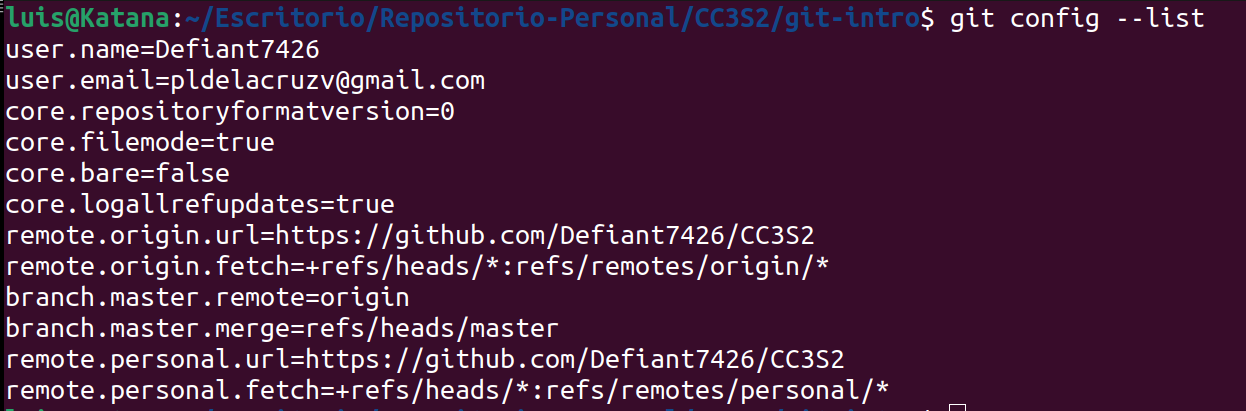 luis@Katana:~/Escritorio/Repositorio-Personal/CC3S2/git-intro$ git config --list
user.name=Defiant7426
user.email=pldelacruzv@gmail.com
core.repositoryformatversion=0
core.filemode=true
core.bare=false
core.logallrefupdates=true
remote.origin.url=https://github.com/Defiant7426/CC3S2
remote.origin.fetch=+refs/heads/*:refs/remotes/origin/*
branch.master.remote=origin
branch.master.merge=refs/heads/master
remote.personal.url=https://github.com/Defiant7426/CC3S2
remote.personal.fetch=+refs/heads/*:refs/remotes/personal/*